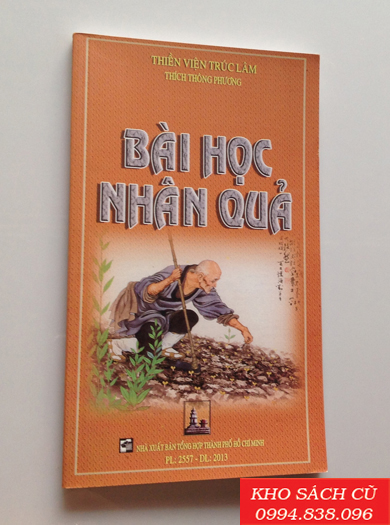 THIỀN VIỆN TRÚC LÂM
THÍCH THÔNG PHƯƠNG
BÀI HỌC
NHÂN QUẢ
NHÀ XUẤT BẢN TỔNG HỢP THÀNH PHỐ HỒ CHÍ MINH
PL: 2557 - DL: 2013
KHO SÁCH CŨ
0994.838.096